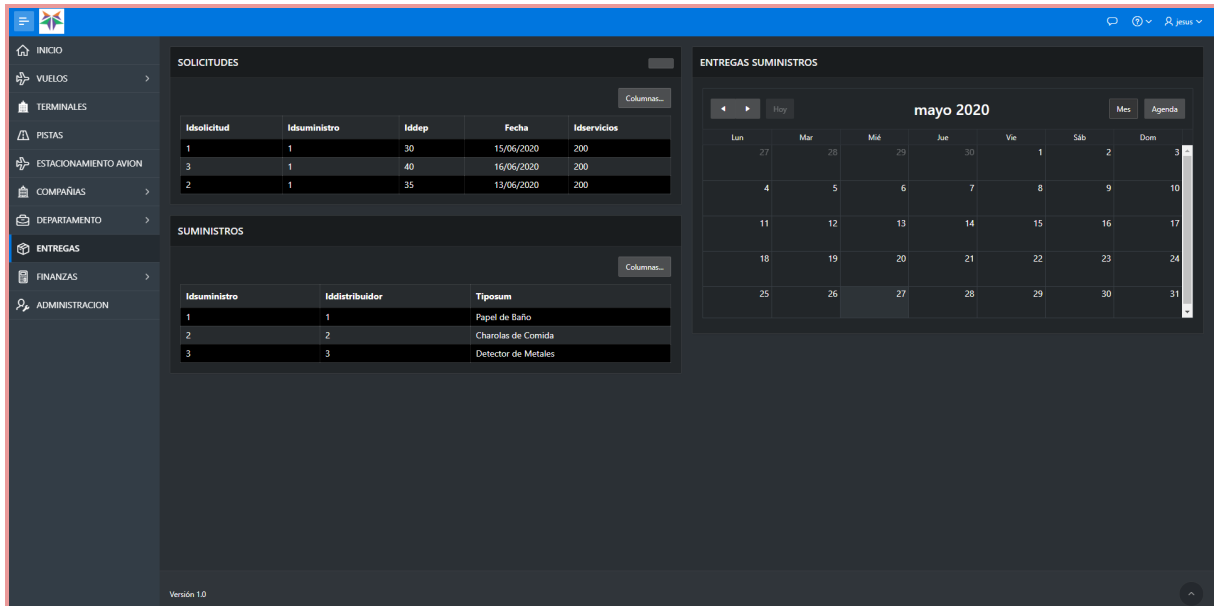 jesus
INICIO
VUELOS
TERMINALES
PISTAS
ESTACIONAMIENTO AVION
COMPAÑIAS
DEPARTAMENTO
ENTREGAS
FINANZAS
ADMINISTRACION
SOLICITUDES
Columnas...
Idsolicitud Idsuministro Iddep Fecha Idservicios
1 1 30 15/06/2020 200
3 1 40 16/06/2020 200
2 1 35 13/06/2020 200
SUMINISTROS
Columnas...
Idsuministro Iddistribuidor Tiposum
1 1 Papel de Baño
2 2 Charolas de Comida
3 3 Detector de Metales
ENTREGAS SUMINISTROS
Hoy mayo 2020 Mes Agenda
Lun Mar Mié Jue Vie Sáb Dom
27 28 29 30 1 2 3
4 5 6 7 8 9 10
11 12 13 14 15 16 17
18 19 20 21 22 23 24
25 26 27 28 29 30 31
Versión 1.0